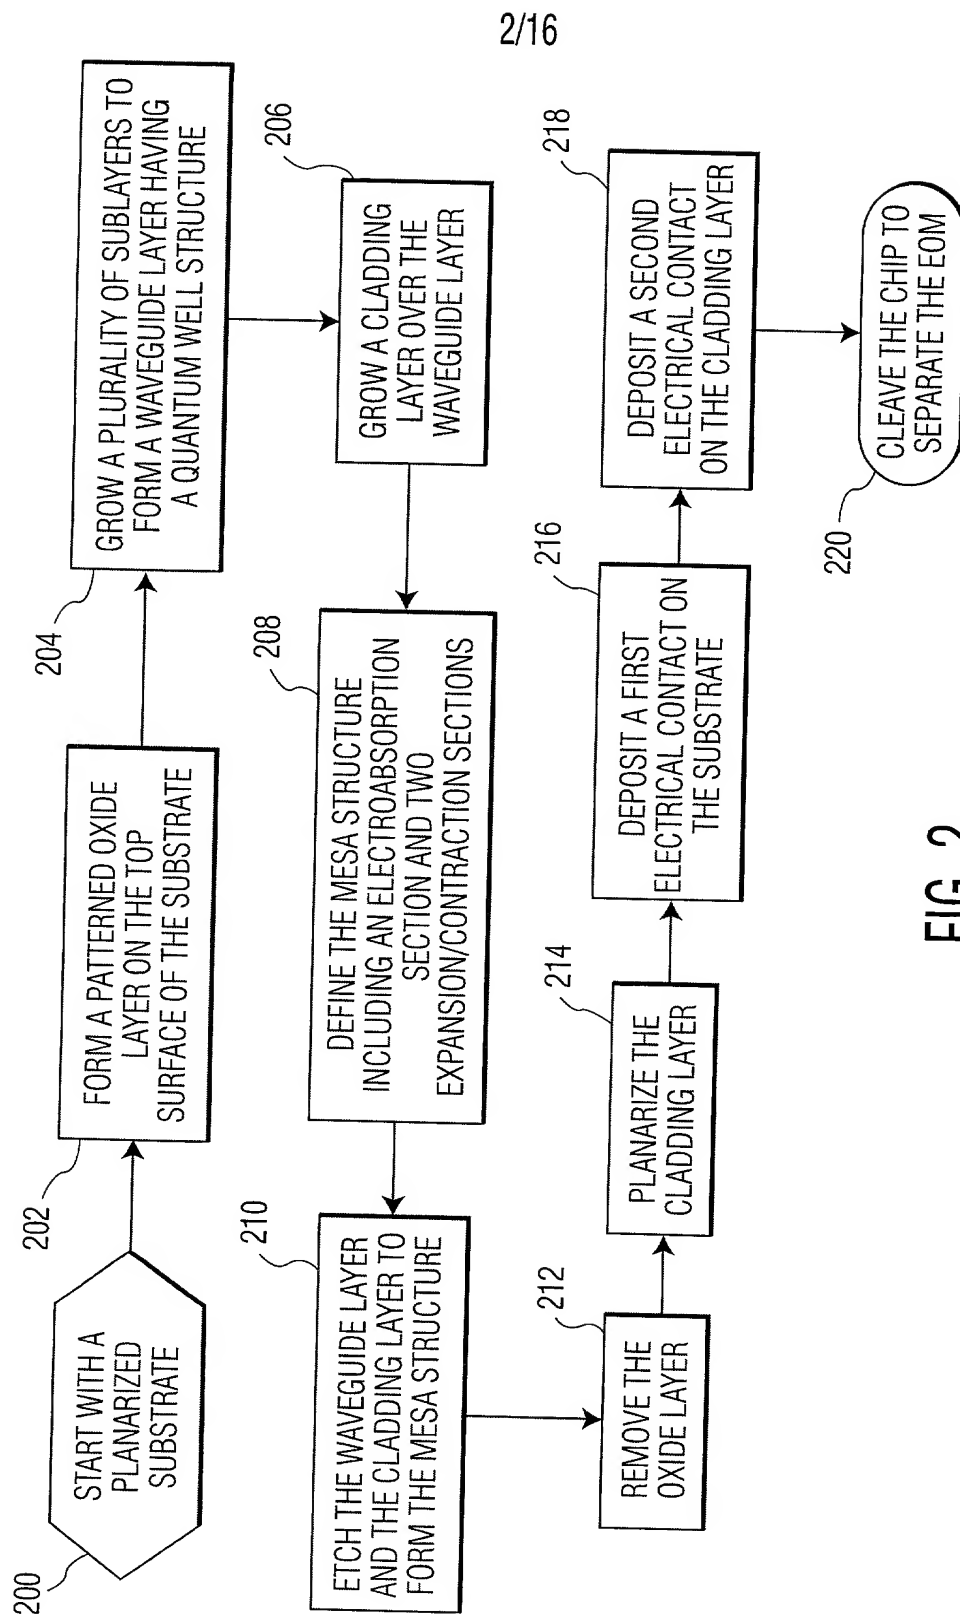 2/16
200
START WITH A
PLANARIZED
SUBSTRATE
202
FORM A PATTERNED OXIDE
LAYER ON THE TOP
SURFACE OF THE SUBSTRATE
204
GROW A PLURALITY OF SUBLAYERS TO
FORM A WAVEGUIDE LAYER HAVING
A QUANTUM WELL STRUCTURE
206
GROW A CLADDING
LAYER OVER THE
WAVEGUIDE LAYER
208
DEFINE THE MESA STRUCTURE
INCLUDING AN ELECTROABSORPTION
SECTION AND TWO
EXPANSION/CONTRACTION SECTIONS
210
ETCH THE WAVEGUIDE LAYER
AND THE CLADDING LAYER TO
FORM THE MESA STRUCTURE
212
REMOVE THE
OXIDE LAYER
214
PLANARIZE THE
CLADDING LAYER
216
DEPOSIT A FIRST
ELECTRICAL CONTACT ON
THE SUBSTRATE
218
DEPOSIT A SECOND
ELECTRICAL CONTACT
ON THE CLADDING LAYER
220
CLEAVE THE CHIP TO
SEPARATE THE EOM
FIG. 2